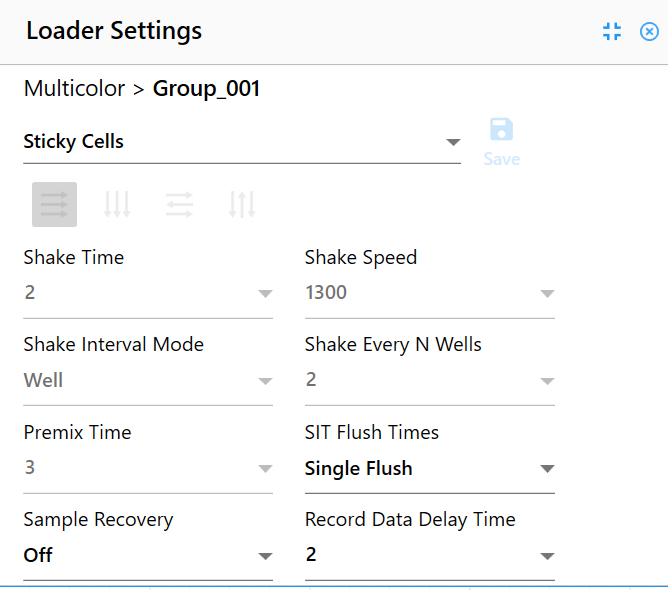 Loader Settings
Multicolor > Group_001
Sticky Cells
Save
Shake Time
Shake Speed
2
1300
Shake Interval Mode
Shake Every N Wells
Well
2
Premix Time
SIT Flush Times
3
Single Flush
Sample Recovery
Record Data Delay Time
Off
2